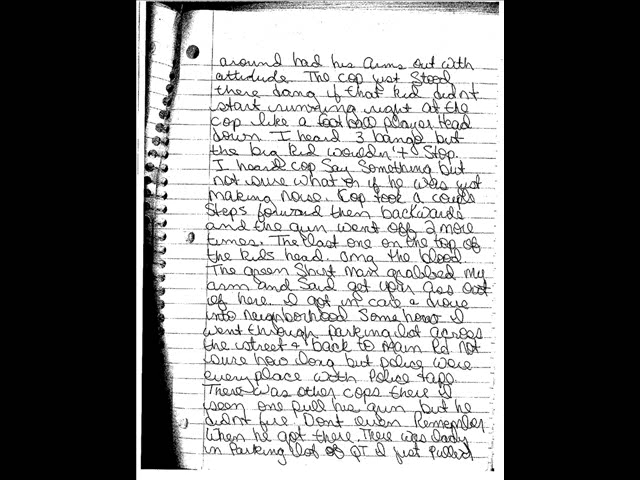 around had his arms out with
attidude. The cop just stood
there dang if that kid didnt
start running right at the
cop like a football player. Head
down. I heard 3 bangs but
the big kid wouldn't stop.
I heard cop say something but
not sure what or if he was just
making noise. Cop took a couple
steps forward then backwards
and the gun went off 2 more
times. The last one on the top of
the kids head. omg the blood.
The green shirt man grabbed my
arm and said get your ass out
of here. I got in car & drove
into neighborhood somehow I
went through parking lot across
the street & back to main Rd not
sure how long but police were
everyplace with Police tape
There was other cops there I
seen one pull his gun but he
didnt fire. Dont even Remember
when he got there. There was lady
in parking lot of QT I just pulled